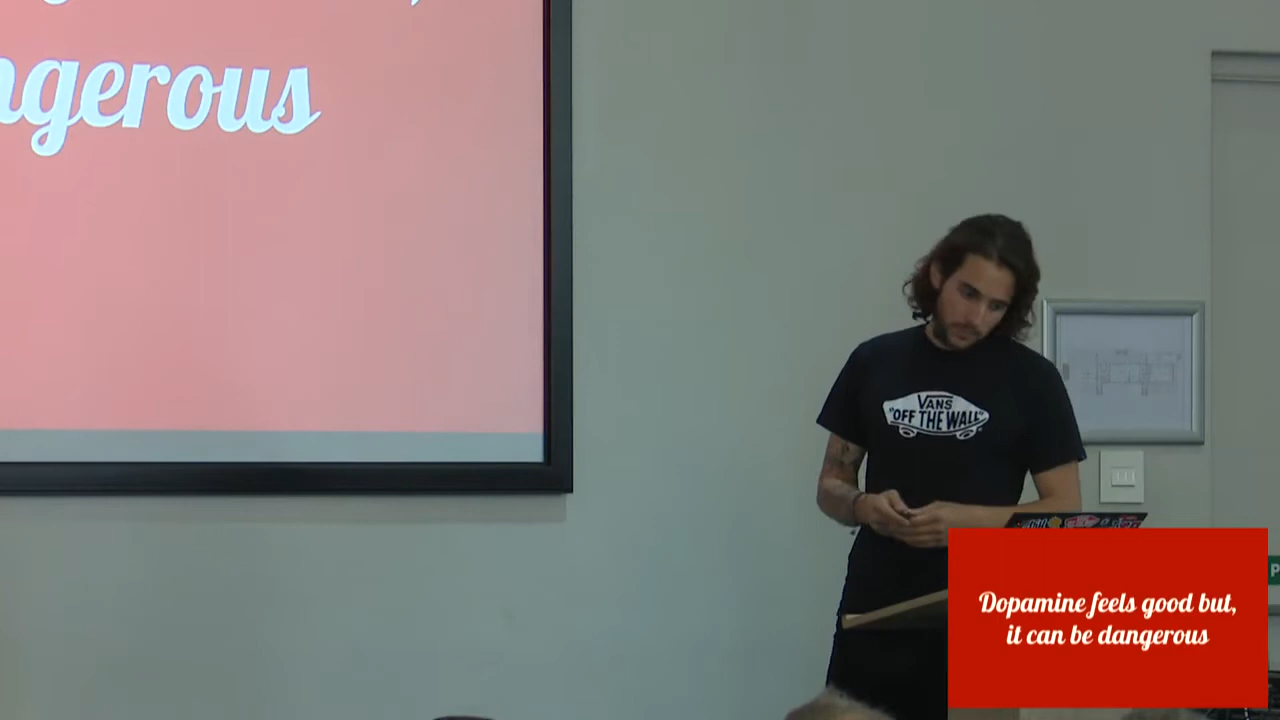 ngerous
VANS
"OFF THE WALL"
Dopamine feels good but,
it can be dangerous
P